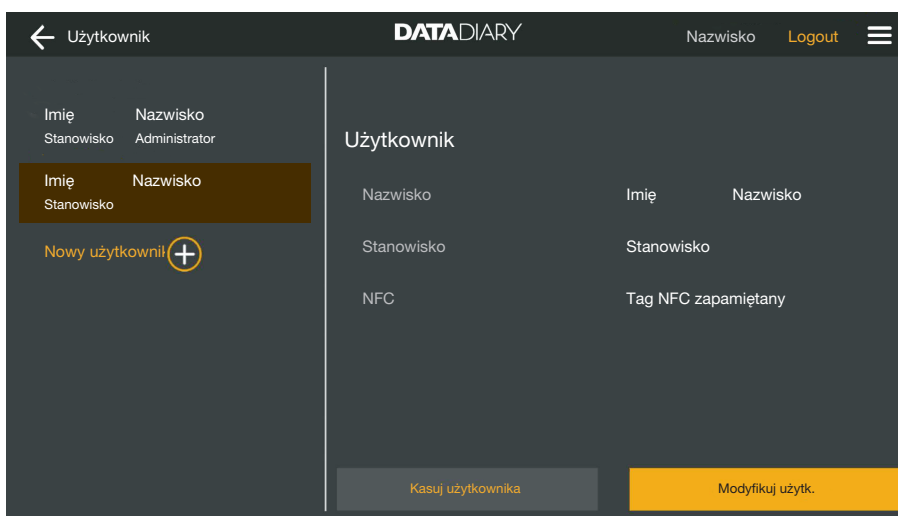 Użytkownik DATADIARY Nazwisko Logout
Imię Nazwisko
Stanowisko Administrator
Imię Nazwisko
Stanowisko
Nowy użytkownik
Użytkownik
Nazwisko Imię Nazwisko
Stanowisko Stanowisko
NFC Tag NFC zapamiętany
Kasuj użytkownika Modyfikuj użytk.